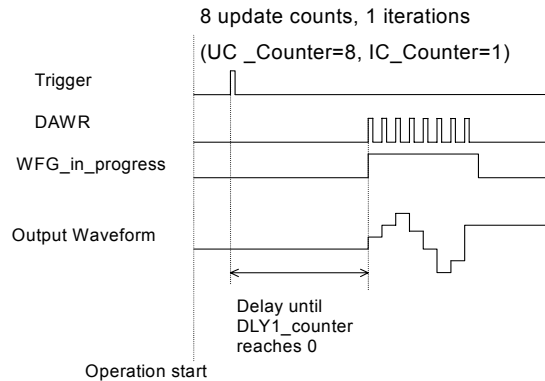 8 update counts, 1 iterations
(UC _Counter=8, IC_Counter=1)
Trigger
DAWR
WFG_in_progress
Output Waveform
Delay until
DLY1_counter
reaches 0
Operation start